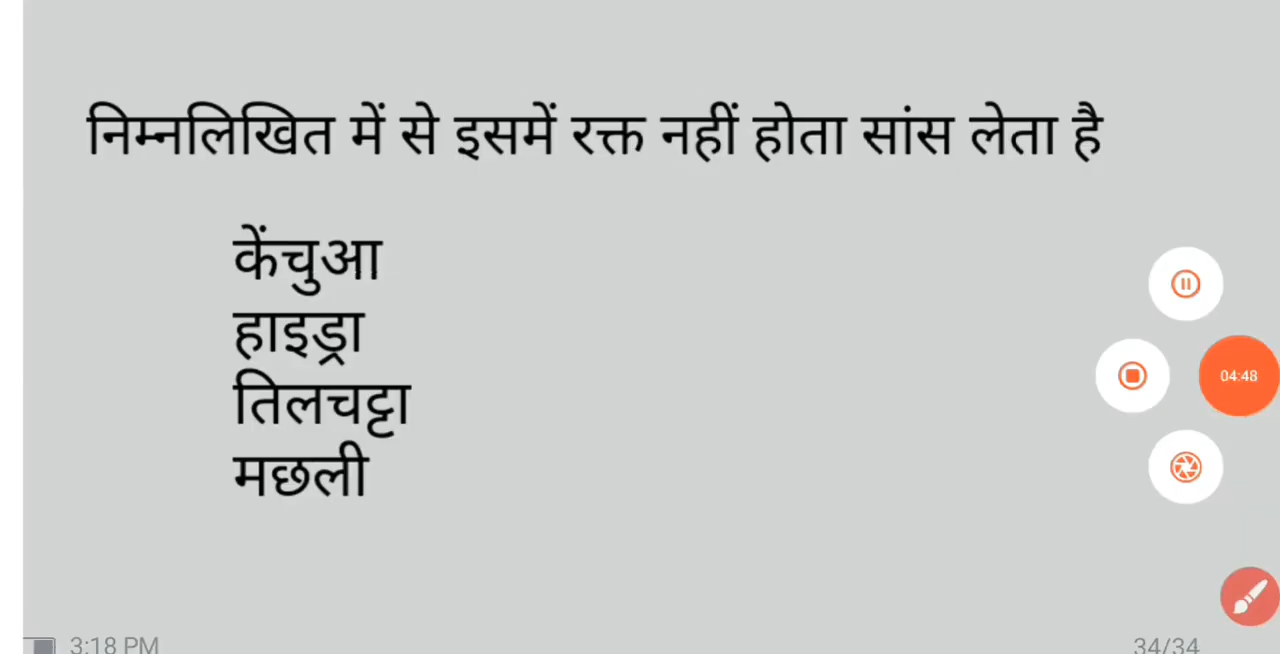 निम्नलिखित में से इसमें रक्त नहीं होता सांस लेता है
केंचुआ
हाइड्रा
तिलचट्टा
मछली
04:48
3:18 PM
34/34